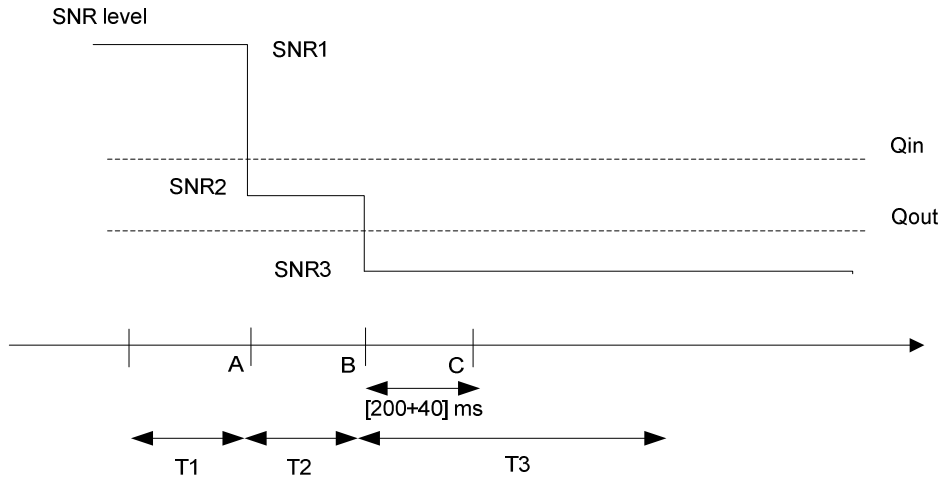 SNR level
SNR1
Qin
SNR2
Qout
SNR3
A
B
C
[200+40] ms
T1
T2
T3